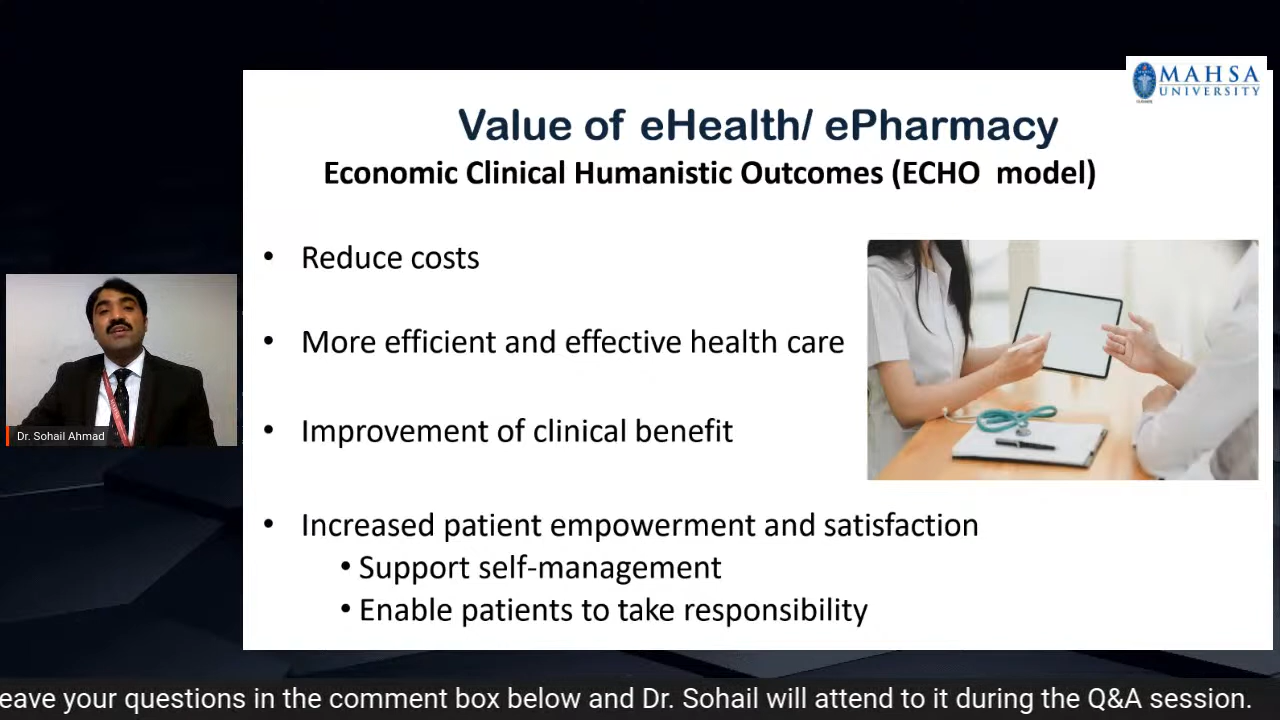 MAHSA
UNIVERSITY
Value of eHealth/ ePharmacy
Economic Clinical Humanistic Outcomes (ECHO model)
• Reduce costs
• More efficient and effective health care
• Improvement of clinical benefit
• Increased patient empowerment and satisfaction
• Support self-management
• Enable patients to take responsibility
Dr. Sohail Ahmad
eave your questions in the comment box below and Dr. Sohail will attend to it during the Q&A session.